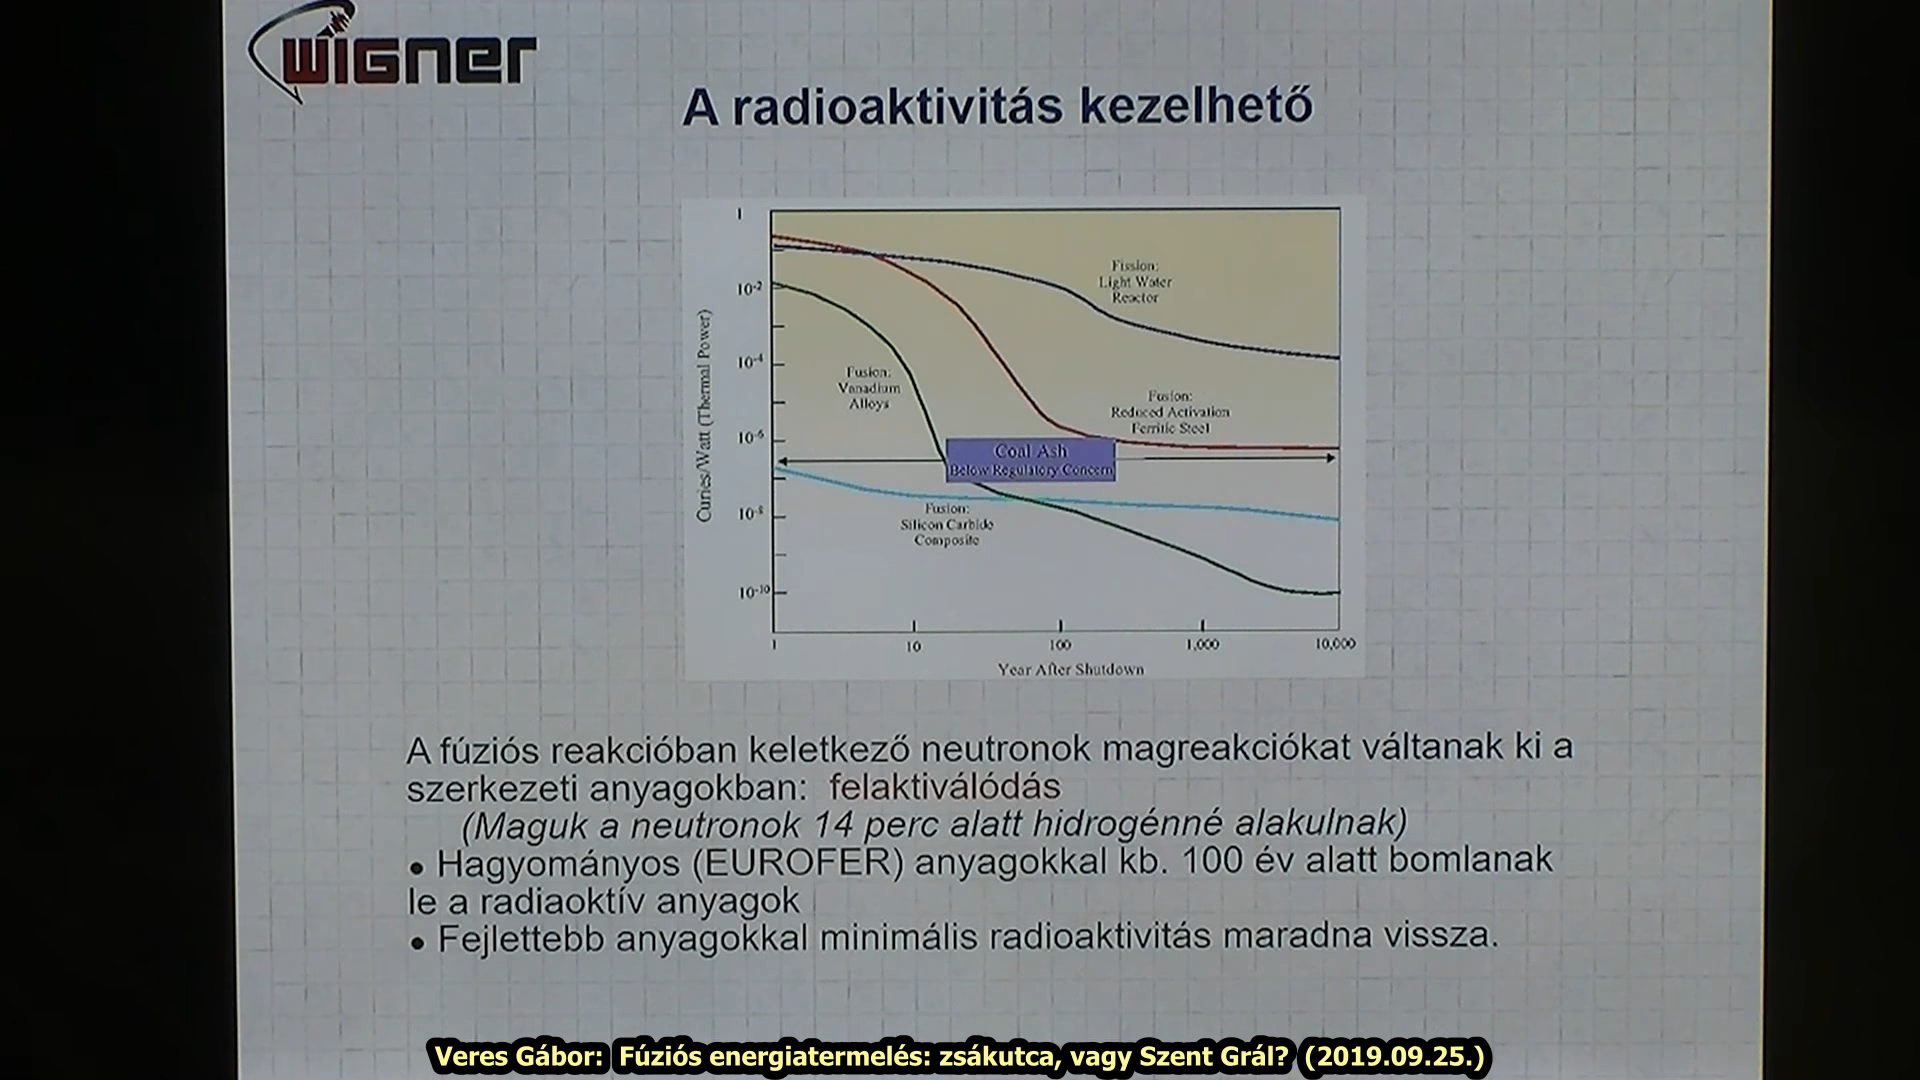 wigner
A radioaktivitás kezelhető
1
10-2
10-4
10-6
10-8
10-10
Curies/Watt (Thermal Power)
Fission:
Light Water
Reactor
Fusion:
Vanadium
Alloys
Fusion:
Reduced Activation
Ferritic Steel
Coal Ash
Below Regulatory Concern
Fusion:
Silicon Carbide
Composite
1 10 100 1,000 10,000
Year After Shutdown
A fúziós reakcióban keletkező neutronok magreakciókat váltanak ki a
szerkezeti anyagokban: felaktiválódás
(Maguk a neutronok 14 perc alatt hidrogénné alakulnak)
• Hagyományos (EUROFER) anyagokkal kb. 100 év alatt bomlanak
le a radiaoktív anyagok
• Fejlettebb anyagokkal minimális radioaktivitás maradna vissza.
Veres Gábor: Fúziós energiatermelés: zsákutca, vagy Szent Grál? (2019.09.25.)